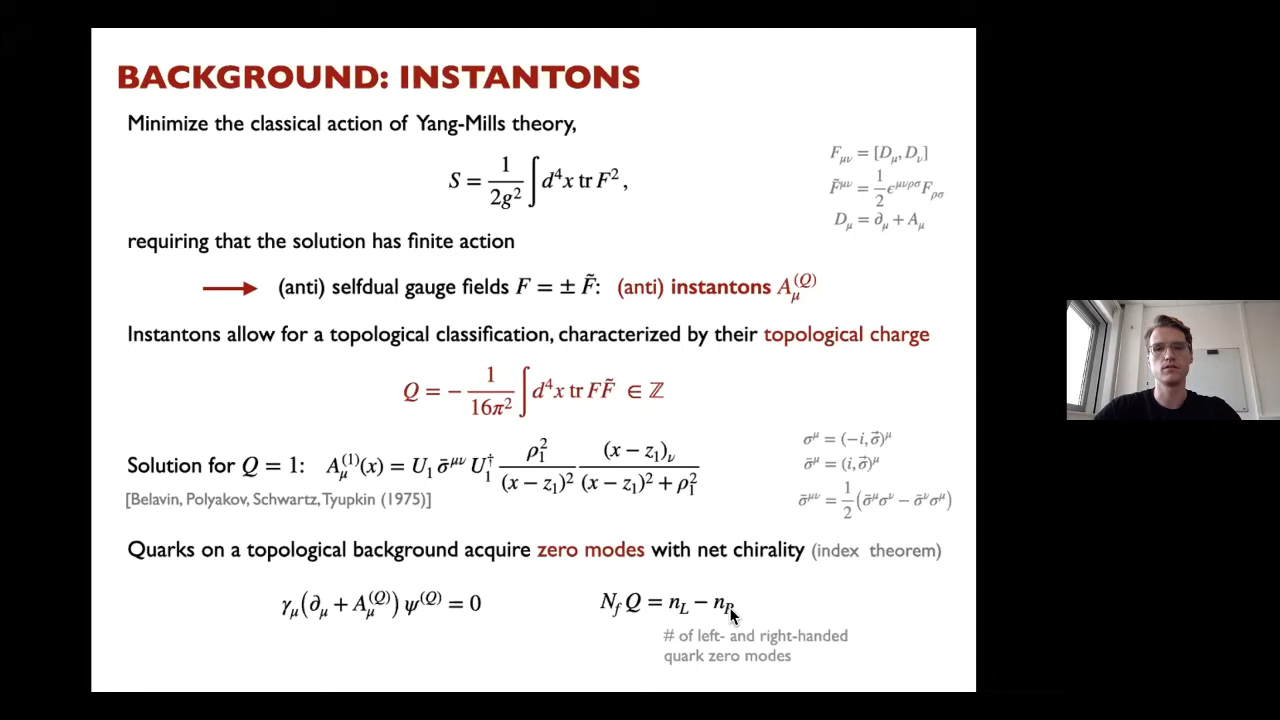 BACKGROUND: INSTANTONS
Minimize the classical action of Yang-Mills theory,
S = 1/2g² ∫ d⁴x tr F² ,
F_μν = [D_μ, D_ν]
F̃^μν = 1/2 ϵ^μνρσ F_ρσ
D_μ = ∂_μ + A_μ
requiring that the solution has finite action
(anti) selfdual gauge fields F = ± F̃: (anti) instantons A_μ^(Q)
Instantons allow for a topological classification, characterized by their topological charge
Q = − 1/16π² ∫ d⁴x tr FF̃ ∈ ℤ
σ^μ = (−i, σ⃗)^μ
σ̄^μ = (i, σ⃗)^μ
σ̄^μν = 1/2 (σ̄^μ σ^ν − σ̄^ν σ^μ)
Solution for Q = 1: A_μ^(1)(x) = U₁ σ̄^μν U₁† ρ₁²/(x − z₁)² (x − z₁)_ν/((x − z₁)² + ρ₁²)
[Belavin, Polyakov, Schwartz, Tyupkin (1975)]
Quarks on a topological background acquire zero modes with net chirality (index theorem)
γ_μ(∂_μ + A_μ^(Q)) ψ^(Q) = 0 N_f Q = n_L − n_R
# of left- and right-handed
quark zero modes